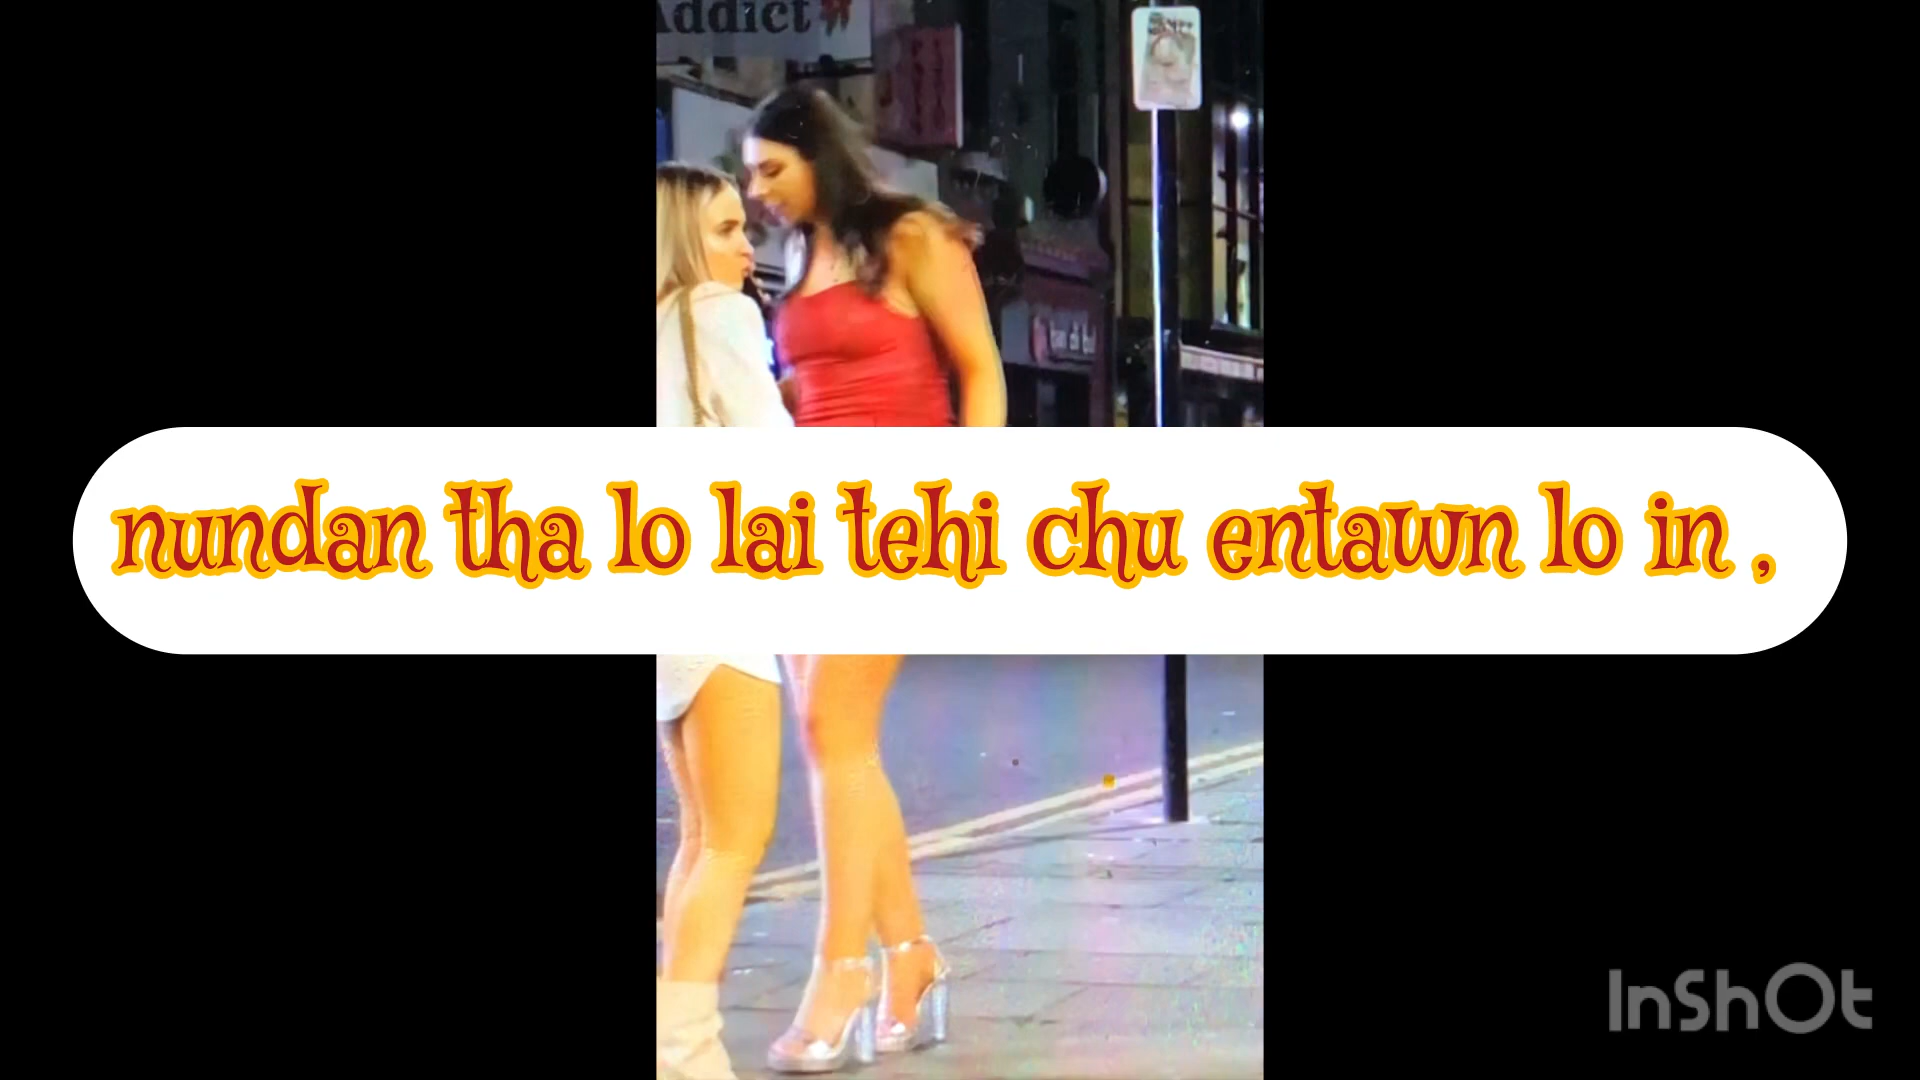 Addict
nundan tha lo lai tehi chu entawn lo in ,
InShOt